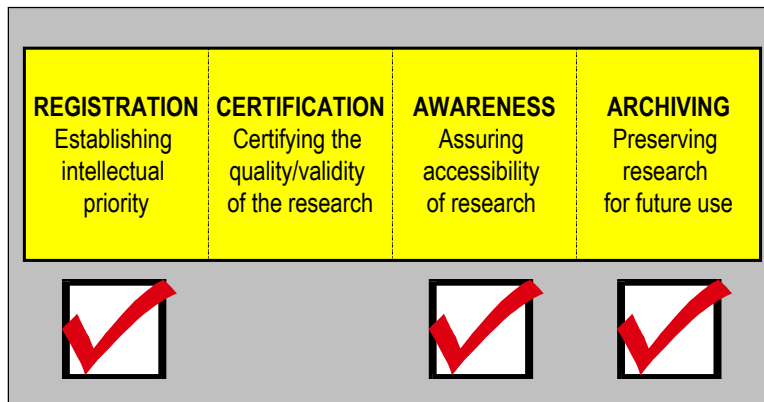 REGISTRATION
Establishing
intellectual
priority
CERTIFICATION
Certifying the
quality/validity
of the research
AWARENESS
Assuring
accessibility
of research
ARCHIVING
Preserving
research
for future use